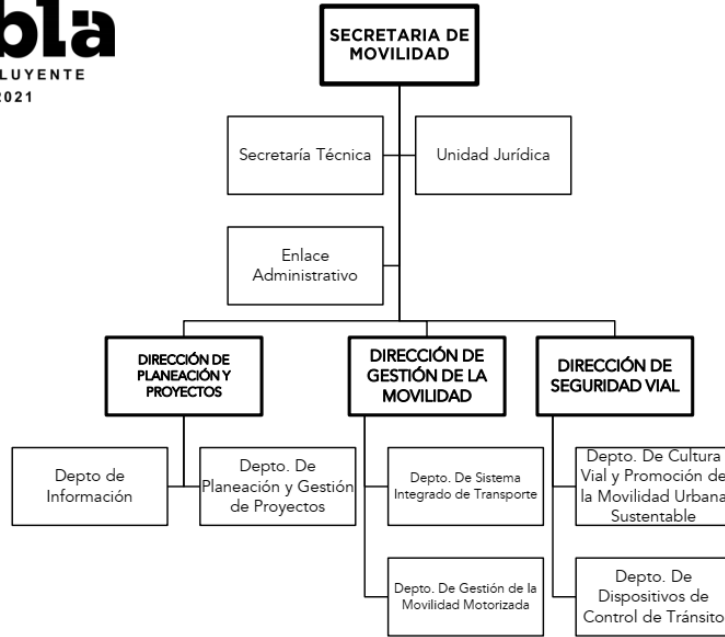 bla
LUYENTE
2021
SECRETARIA DE
MOVILIDAD
Secretaría Técnica
Unidad Jurídica
Enlace
Administrativo
DIRECCIÓN DE
PLANEACIÓN Y
PROYECTOS
DIRECCIÓN DE
GESTIÓN DE LA
MOVILIDAD
DIRECCIÓN DE
SEGURIDAD VIAL
Depto de
Información
Depto. De
Planeación y Gestión
de Proyectos
Depto. De Sistema
Integrado de Transporte
Depto. De Cultura
Vial y Promoción de
la Movilidad Urbana
Sustentable
Depto. De Gestión de la
Movilidad Motorizada
Depto. De
Dispositivos de
Control de Tránsito